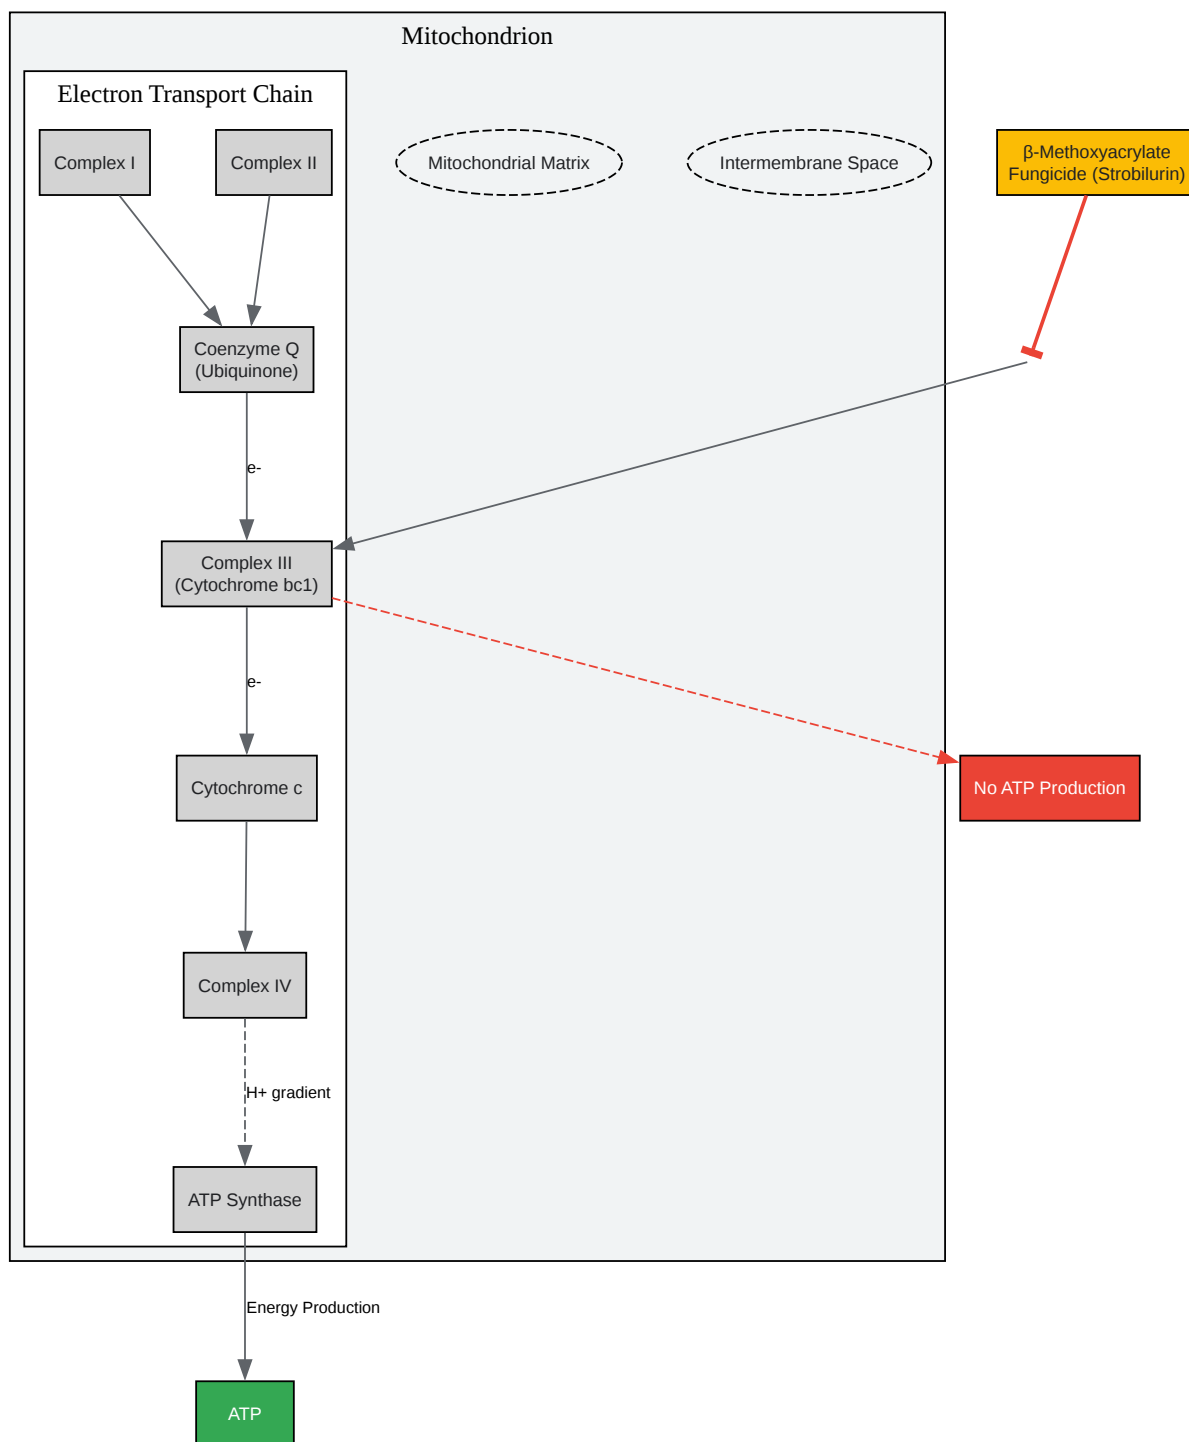 Mitochondrion
Electron Transport Chain
Complex I
Complex II
Mitochondrial Matrix
Intermembrane Space
β-Methoxyacrylate
Fungicide (Strobilurin)
Coenzyme Q
(Ubiquinone)
e-
Complex III
(Cytochrome bc1)
e-
Cytochrome c
No ATP Production
Complex IV
H+ gradient
ATP Synthase
Energy Production
ATP